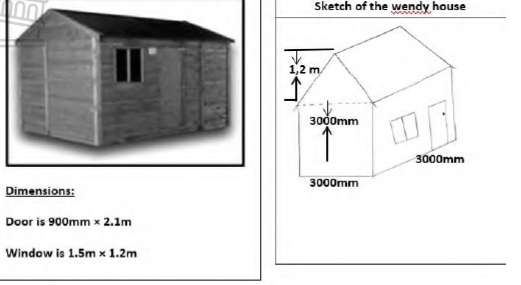 Sketch of the wendy house
1,2 m
3000mm
3000mm
3000mm
Dimensions:
Door is 900mm × 2.1m
Window is 1.5m × 1.2m